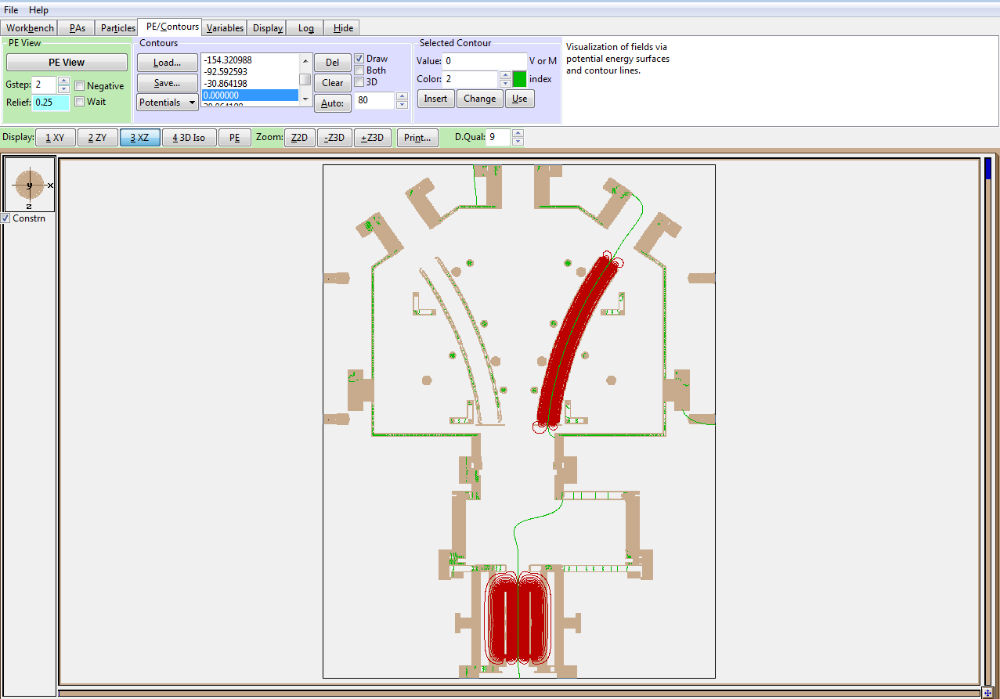 File Help
Workbench PAs Particles PE/Contours Variables Display Log Hide
PE View
PE View
Gstep: 2 Negative
Relief: 0.25 Wait
Contours
Load...
Save...
Potentials
-154.320988
-92.592593
-30.864198
0.000000
30.864198
Del
Clear
Auto: 80
Draw
Both
3D
Selected Contour
Value: 0 V or M
Color: 2 index
Insert Change Use
Visualization of fields via
potential energy surfaces
and contour lines.
Display: 1 XY 2 ZY 3 XZ 4 3D Iso PE Zoom: Z2D -Z3D +Z3D Print... D.Qual: 9
y x
z
Constrn